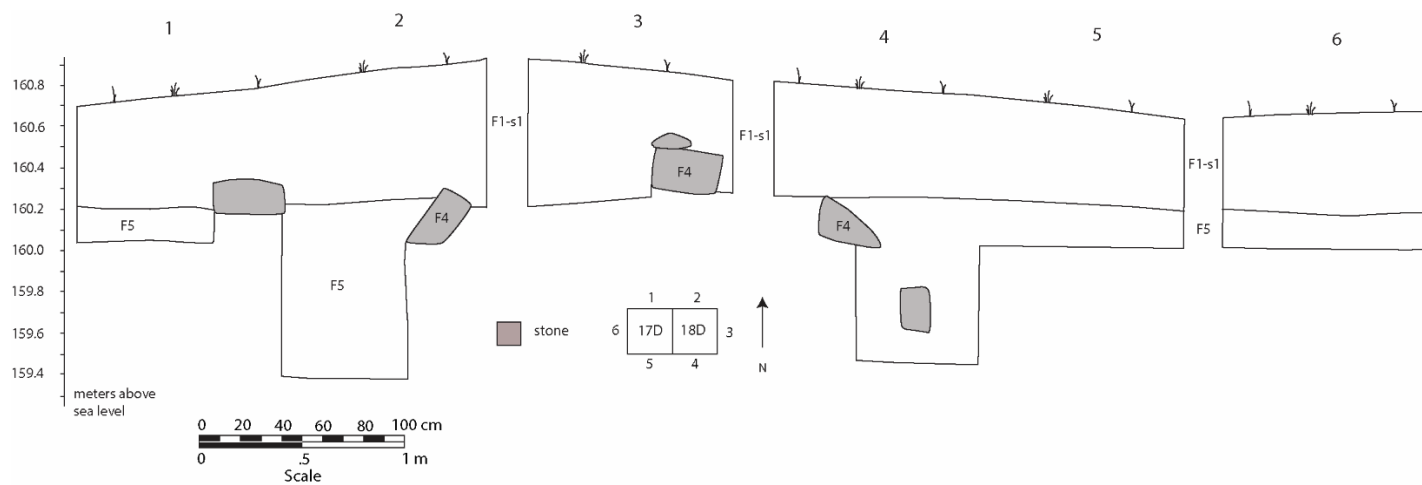 1
2
3
4
5
6
160.8
160.6
160.4
160.2
160.0
159.8
159.6
159.4
meters above
sea level
F5
F5
F4
F1-s1
F4
F1-s1
F4
F1-s1
F5
stone
1 2
6 17D 18D 3
5 4
N
0 20 40 60 80 100 cm
0 .5 1 m
Scale